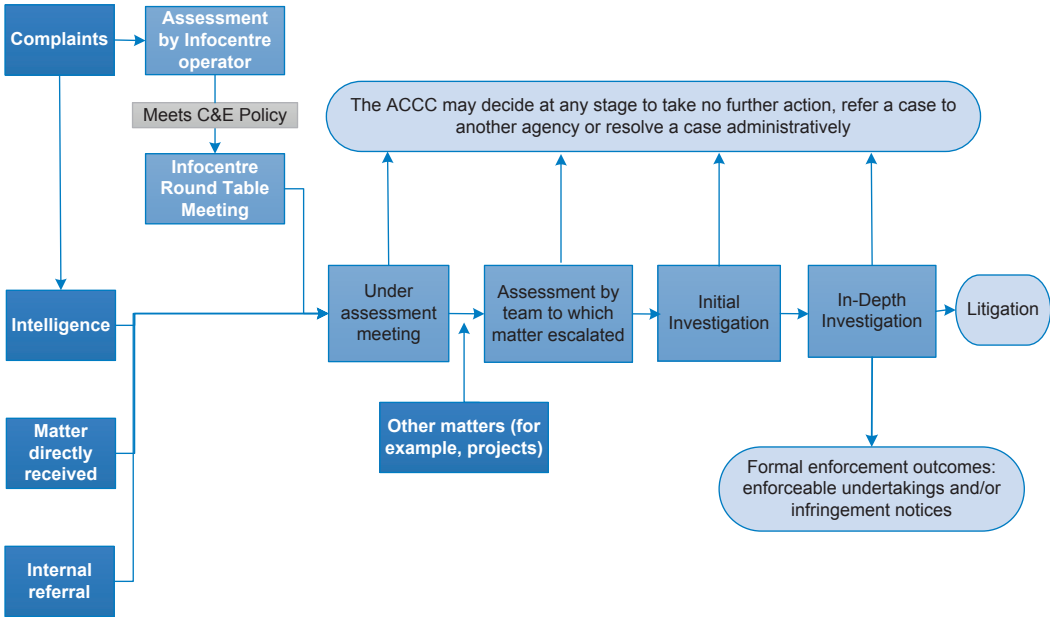 Complaints
Assessment
by Infocentre
operator
Meets C&E Policy
Infocentre
Round Table
Meeting
The ACCC may decide at any stage to take no further action, refer a case to
another agency or resolve a case administratively
Intelligence
Under
assessment
meeting
Assessment by
team to which
matter escalated
Initial
Investigation
In-Depth
Investigation
Litigation
Matter
directly
received
Other matters (for
example, projects)
Formal enforcement outcomes:
enforceable undertakings and/or
infringement notices
Internal
referral